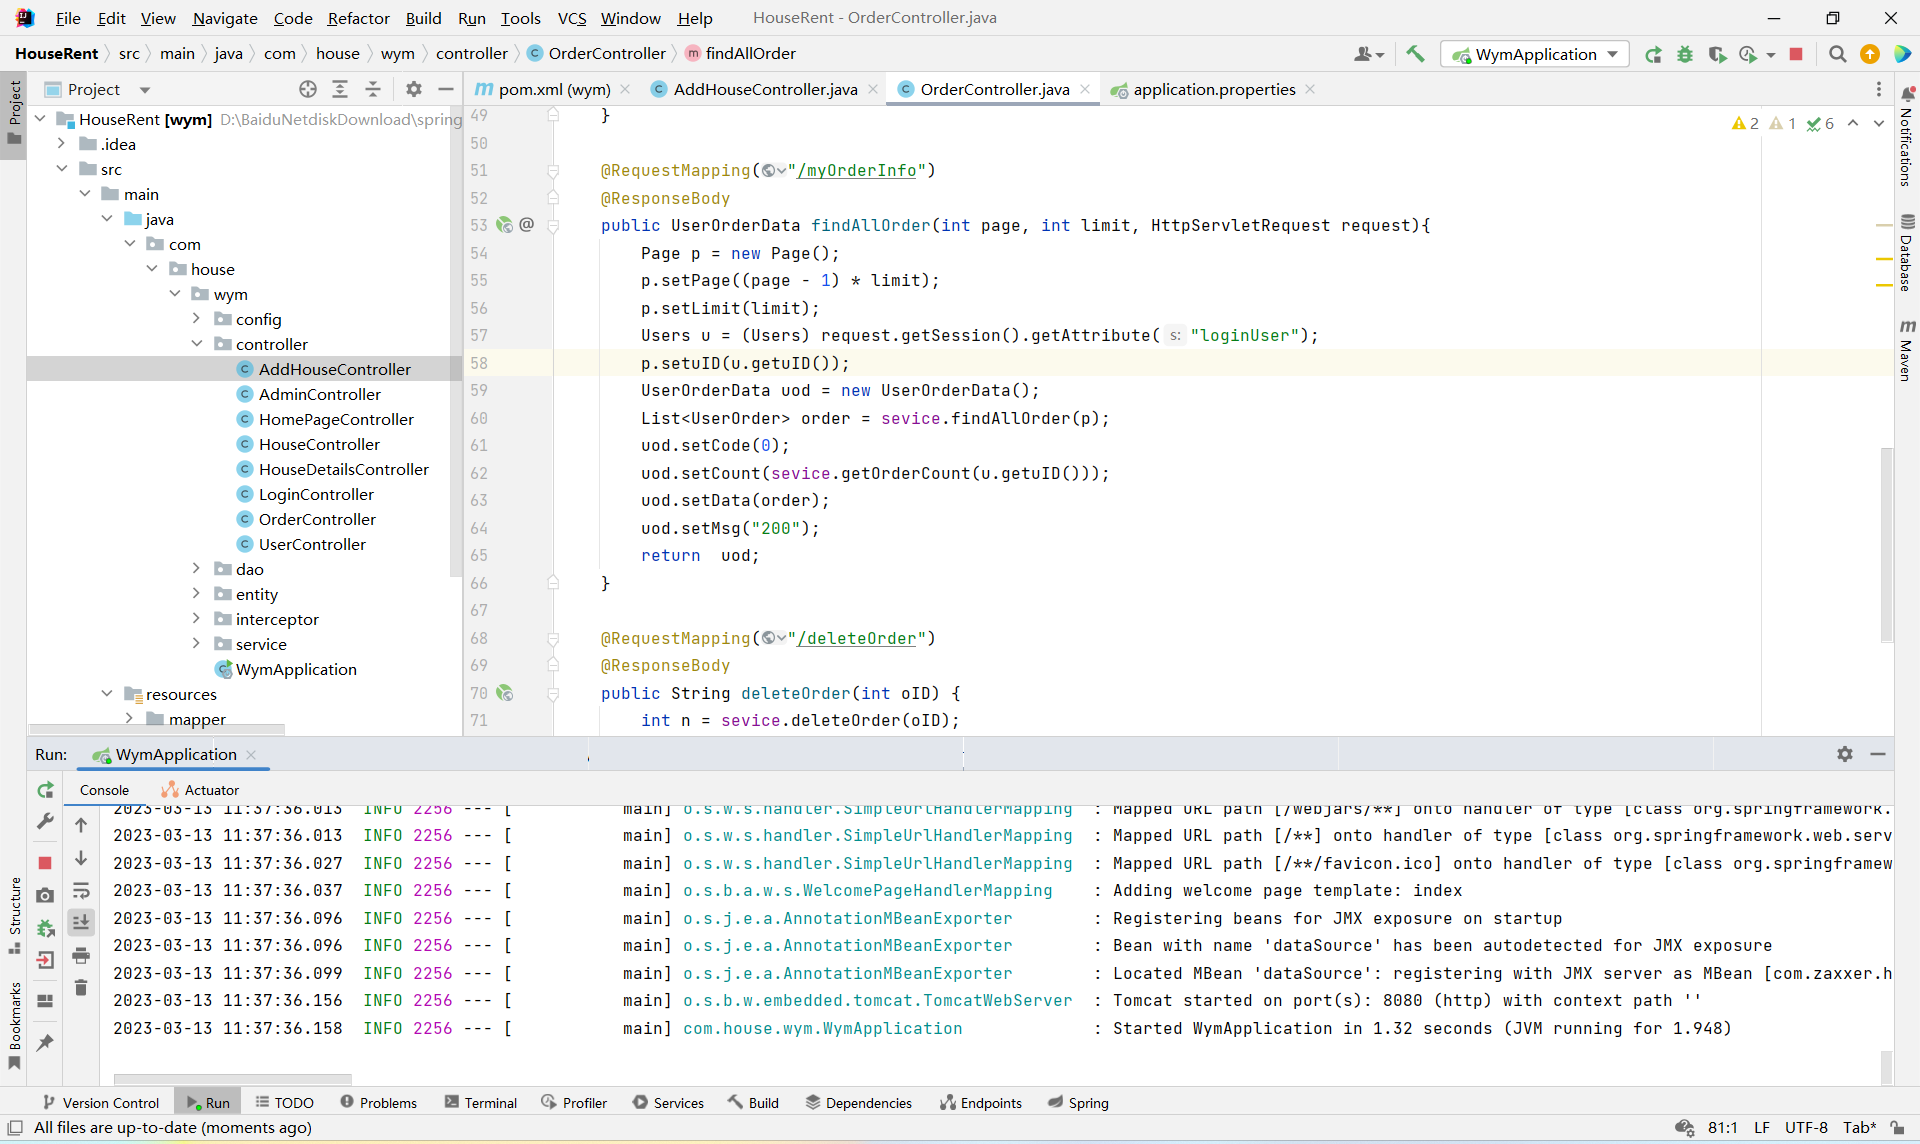 File Edit View Navigate Code Refactor Build Run Tools VCS Window Help HouseRent - OrderController.java
HouseRent src main java com house wym controller OrderController findAllOrder WymApplication
Project pom.xml (wym) AddHouseController.java OrderController.java application.properties
Project
Structure
Bookmarks
Notifications
Database
Maven
HouseRent [wym] D:\BaiduNetdiskDownload\spring
.idea
src
main
java
com
house
wym
config
controller
AddHouseController
AdminController
HomePageController
HouseController
HouseDetailsController
LoginController
OrderController
UserController
dao
entity
interceptor
service
WymApplication
resources
mapper
2 1 6
49 }
50
51 @RequestMapping("/myOrderInfo")
52 @ResponseBody
53 @ public UserOrderData findAllOrder(int page, int limit, HttpServletRequest request){
54 Page p = new Page();
55 p.setPage((page - 1) * limit);
56 p.setLimit(limit);
57 Users u = (Users) request.getSession().getAttribute( s: "loginUser");
58 p.setuID(u.getuID());
59 UserOrderData uod = new UserOrderData();
60 List<UserOrder> order = sevice.findAllOrder(p);
61 uod.setCode(0);
62 uod.setCount(sevice.getOrderCount(u.getuID()));
63 uod.setData(order);
64 uod.setMsg("200");
65 return uod;
66 }
67
68 @RequestMapping("/deleteOrder")
69 @ResponseBody
70 public String deleteOrder(int oID) {
71 int n = sevice.deleteOrder(oID);
Run: WymApplication
Console Actuator
2023-03-13 11:37:36.013 INFO 2256 --- [ main] o.s.w.s.handler.SimpleUrlHandlerMapping : Mapped URL path [/webjars/**] onto handler of type [class org.springframework.
2023-03-13 11:37:36.013 INFO 2256 --- [ main] o.s.w.s.handler.SimpleUrlHandlerMapping : Mapped URL path [/**] onto handler of type [class org.springframework.web.serv
2023-03-13 11:37:36.027 INFO 2256 --- [ main] o.s.w.s.handler.SimpleUrlHandlerMapping : Mapped URL path [/**/favicon.ico] onto handler of type [class org.springframew
2023-03-13 11:37:36.037 INFO 2256 --- [ main] o.s.b.a.w.s.WelcomePageHandlerMapping : Adding welcome page template: index
2023-03-13 11:37:36.096 INFO 2256 --- [ main] o.s.j.e.a.AnnotationMBeanExporter : Registering beans for JMX exposure on startup
2023-03-13 11:37:36.096 INFO 2256 --- [ main] o.s.j.e.a.AnnotationMBeanExporter : Bean with name 'dataSource' has been autodetected for JMX exposure
2023-03-13 11:37:36.099 INFO 2256 --- [ main] o.s.j.e.a.AnnotationMBeanExporter : Located MBean 'dataSource': registering with JMX server as MBean [com.zaxxer.h
2023-03-13 11:37:36.156 INFO 2256 --- [ main] o.s.b.w.embedded.tomcat.TomcatWebServer : Tomcat started on port(s): 8080 (http) with context path ''
2023-03-13 11:37:36.158 INFO 2256 --- [ main] com.house.wym.WymApplication : Started WymApplication in 1.32 seconds (JVM running for 1.948)
Version Control Run TODO Problems Terminal Profiler Services Build Dependencies Endpoints Spring
All files are up-to-date (moments ago) 81:1 LF UTF-8 Tab*